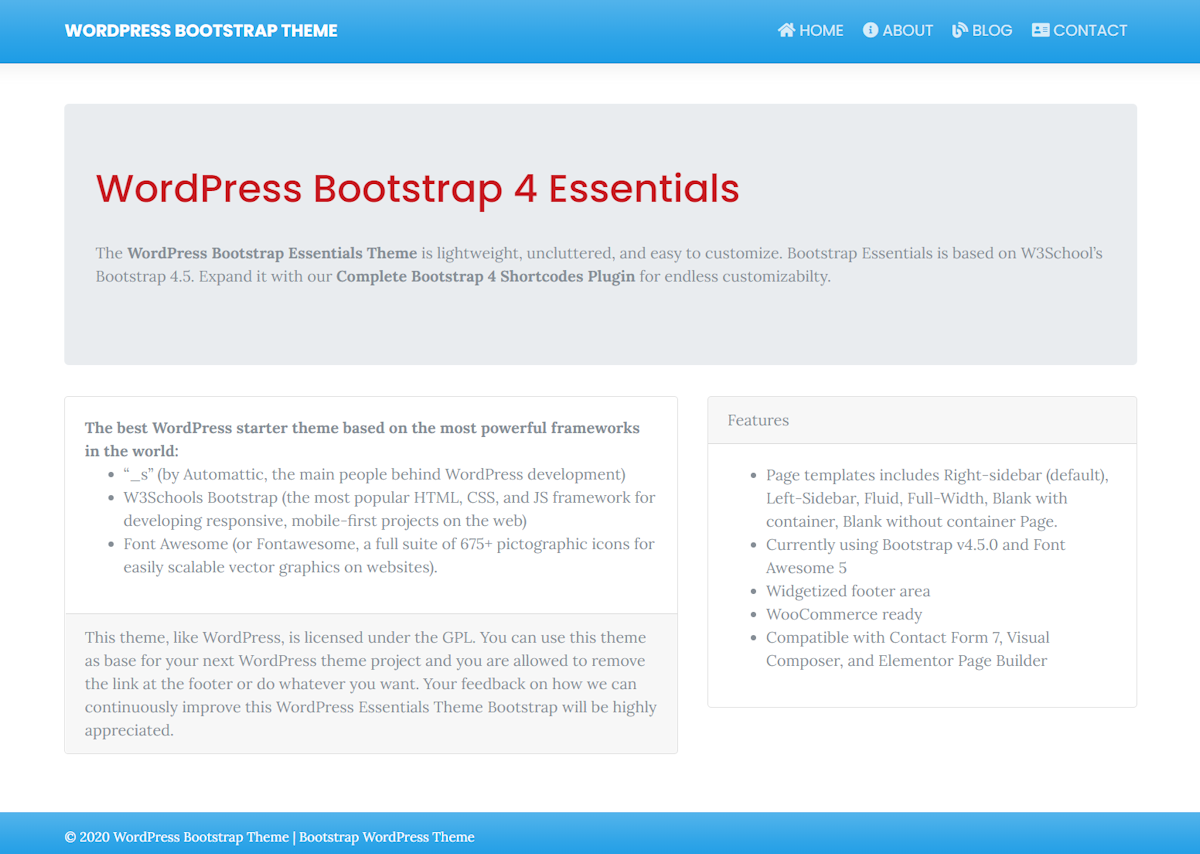 WORDPRESS BOOTSTRAP THEME
HOME
ABOUT
BLOG
CONTACT
WordPress Bootstrap 4 Essentials
The WordPress Bootstrap Essentials Theme is lightweight, uncluttered, and easy to customize. Bootstrap Essentials is based on W3School’s
Bootstrap 4.5. Expand it with our Complete Bootstrap 4 Shortcodes Plugin for endless customizabilty.
The best WordPress starter theme based on the most powerful frameworks
in the world:
• “_s” (by Automattic, the main people behind WordPress development)
• W3Schools Bootstrap (the most popular HTML, CSS, and JS framework for
developing responsive, mobile-first projects on the web)
• Font Awesome (or Fontawesome, a full suite of 675+ pictographic icons for
easily scalable vector graphics on websites).
This theme, like WordPress, is licensed under the GPL. You can use this theme
as base for your next WordPress theme project and you are allowed to remove
the link at the footer or do whatever you want. Your feedback on how we can
continuously improve this WordPress Essentials Theme Bootstrap will be highly
appreciated.
Features
• Page templates includes Right-sidebar (default),
Left-Sidebar, Fluid, Full-Width, Blank with
container, Blank without container Page.
• Currently using Bootstrap v4.5.0 and Font
Awesome 5
• Widgetized footer area
• WooCommerce ready
• Compatible with Contact Form 7, Visual
Composer, and Elementor Page Builder
© 2020 WordPress Bootstrap Theme | Bootstrap WordPress Theme